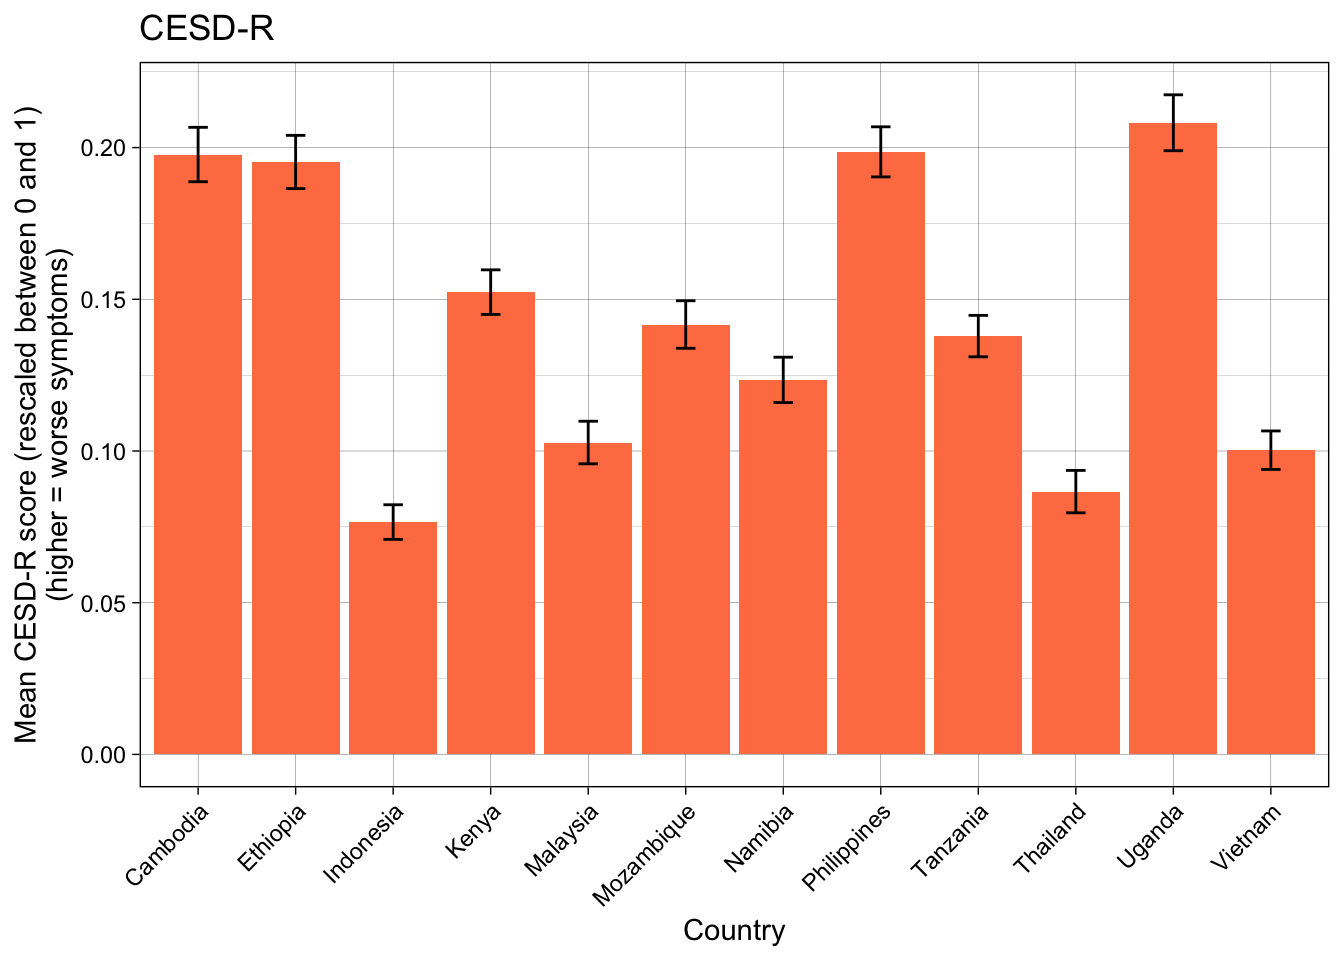 CESD-R
Mean CESD-R score (rescaled between 0 and 1)
(higher = worse symptoms)
0.20
0.15
0.10
0.05
0.00
Cambodia
Ethiopia
Indonesia
Kenya
Malaysia
Mozambique
Namibia
Philippines
Tanzania
Thailand
Uganda
Vietnam
Country